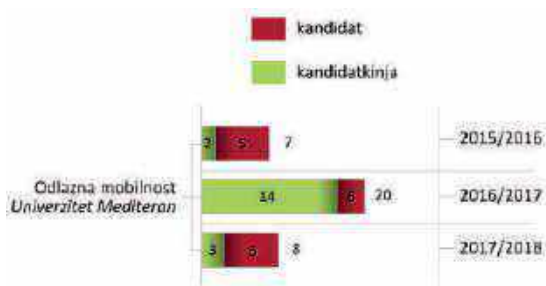 kandidat
kandidatkinja
2 5 7 2015/2016
Odlazna mobilnost
Univerzitet Mediteran
14 6 20 2016/2017
3 5 8 2017/2018